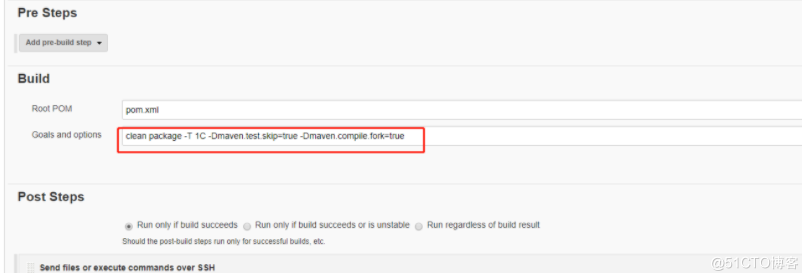 Pre Steps
Add pre-build step
Build
Root POM
pom.xml
Goals and options
clean package -T 1C -Dmaven.test.skip=true -Dmaven.compile.fork=true
Post Steps
Run only if build succeeds Run only if build succeeds or is unstable Run regardless of build result
Should the post-build steps run only for successful builds, etc.
Send files or execute commands over SSH
@51CTO博客